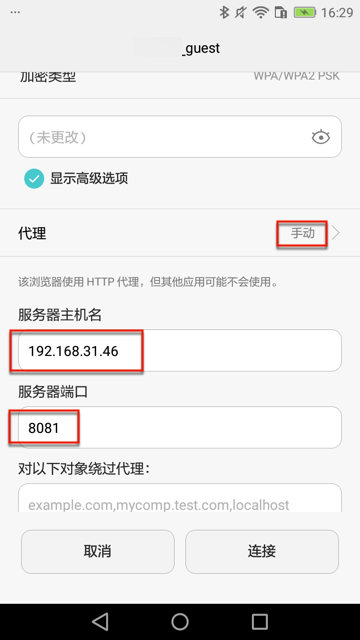 16:29
_guest
加密类型
WPA/WPA2 PSK
(未更改)
显示高级选项
代理
手动
该浏览器使用 HTTP 代理，但其他应用可能不会使用。
服务器主机名
192.168.31.46
服务器端口
8081
对以下对象绕过代理：
example.com,mycomp.test.com,localhost
取消
连接